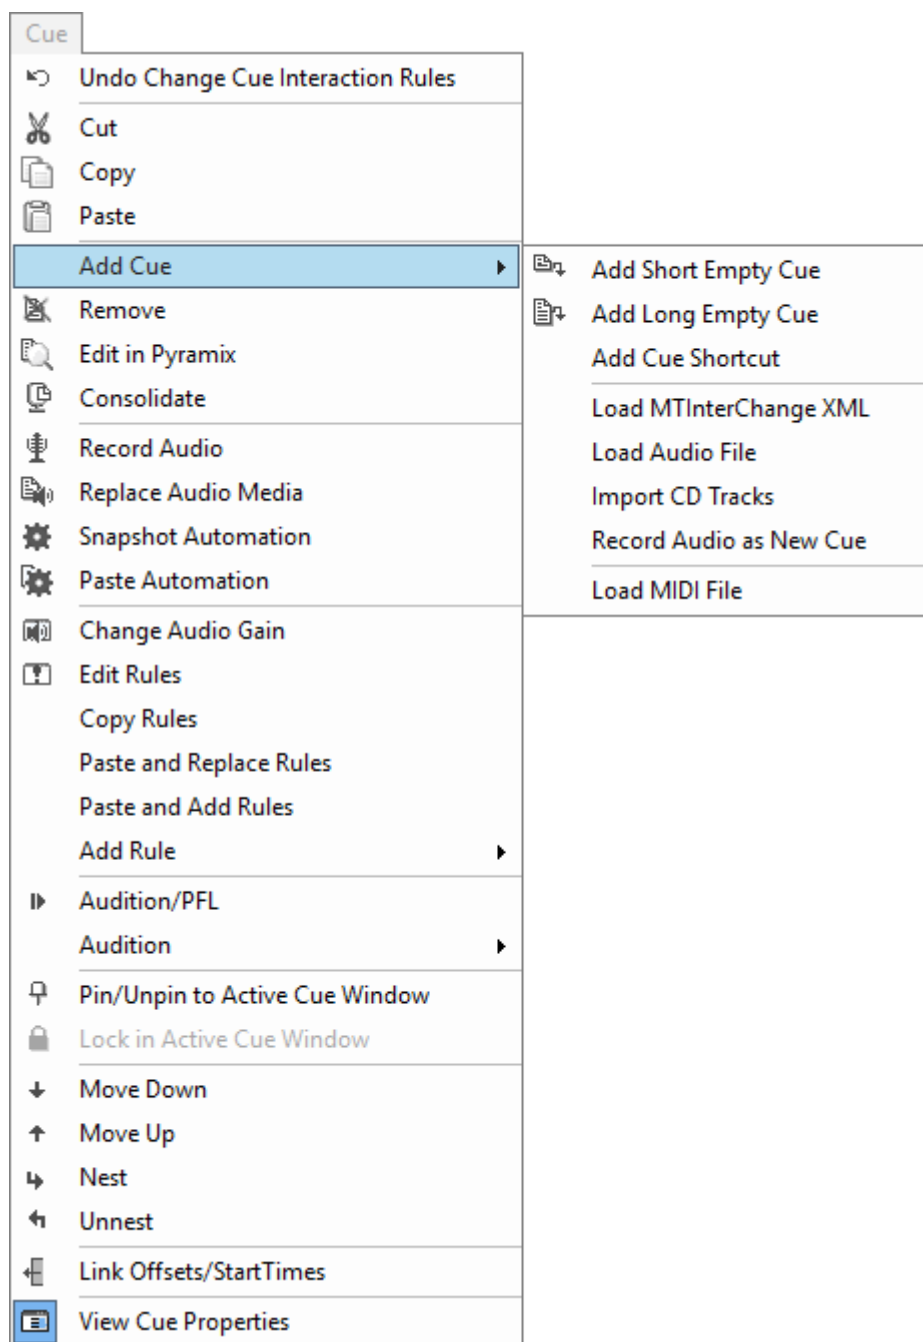 Cue
Undo Change Cue Interaction Rules
Cut
Copy
Paste
Add Cue
Remove
Edit in Pyramix
Consolidate
Record Audio
Replace Audio Media
Snapshot Automation
Paste Automation
Change Audio Gain
Edit Rules
Copy Rules
Paste and Replace Rules
Paste and Add Rules
Add Rule
Audition/PFL
Audition
Pin/Unpin to Active Cue Window
Lock in Active Cue Window
Move Down
Move Up
Nest
Unnest
Link Offsets/StartTimes
View Cue Properties
Add Short Empty Cue
Add Long Empty Cue
Add Cue Shortcut
Load MTInterChange XML
Load Audio File
Import CD Tracks
Record Audio as New Cue
Load MIDI File